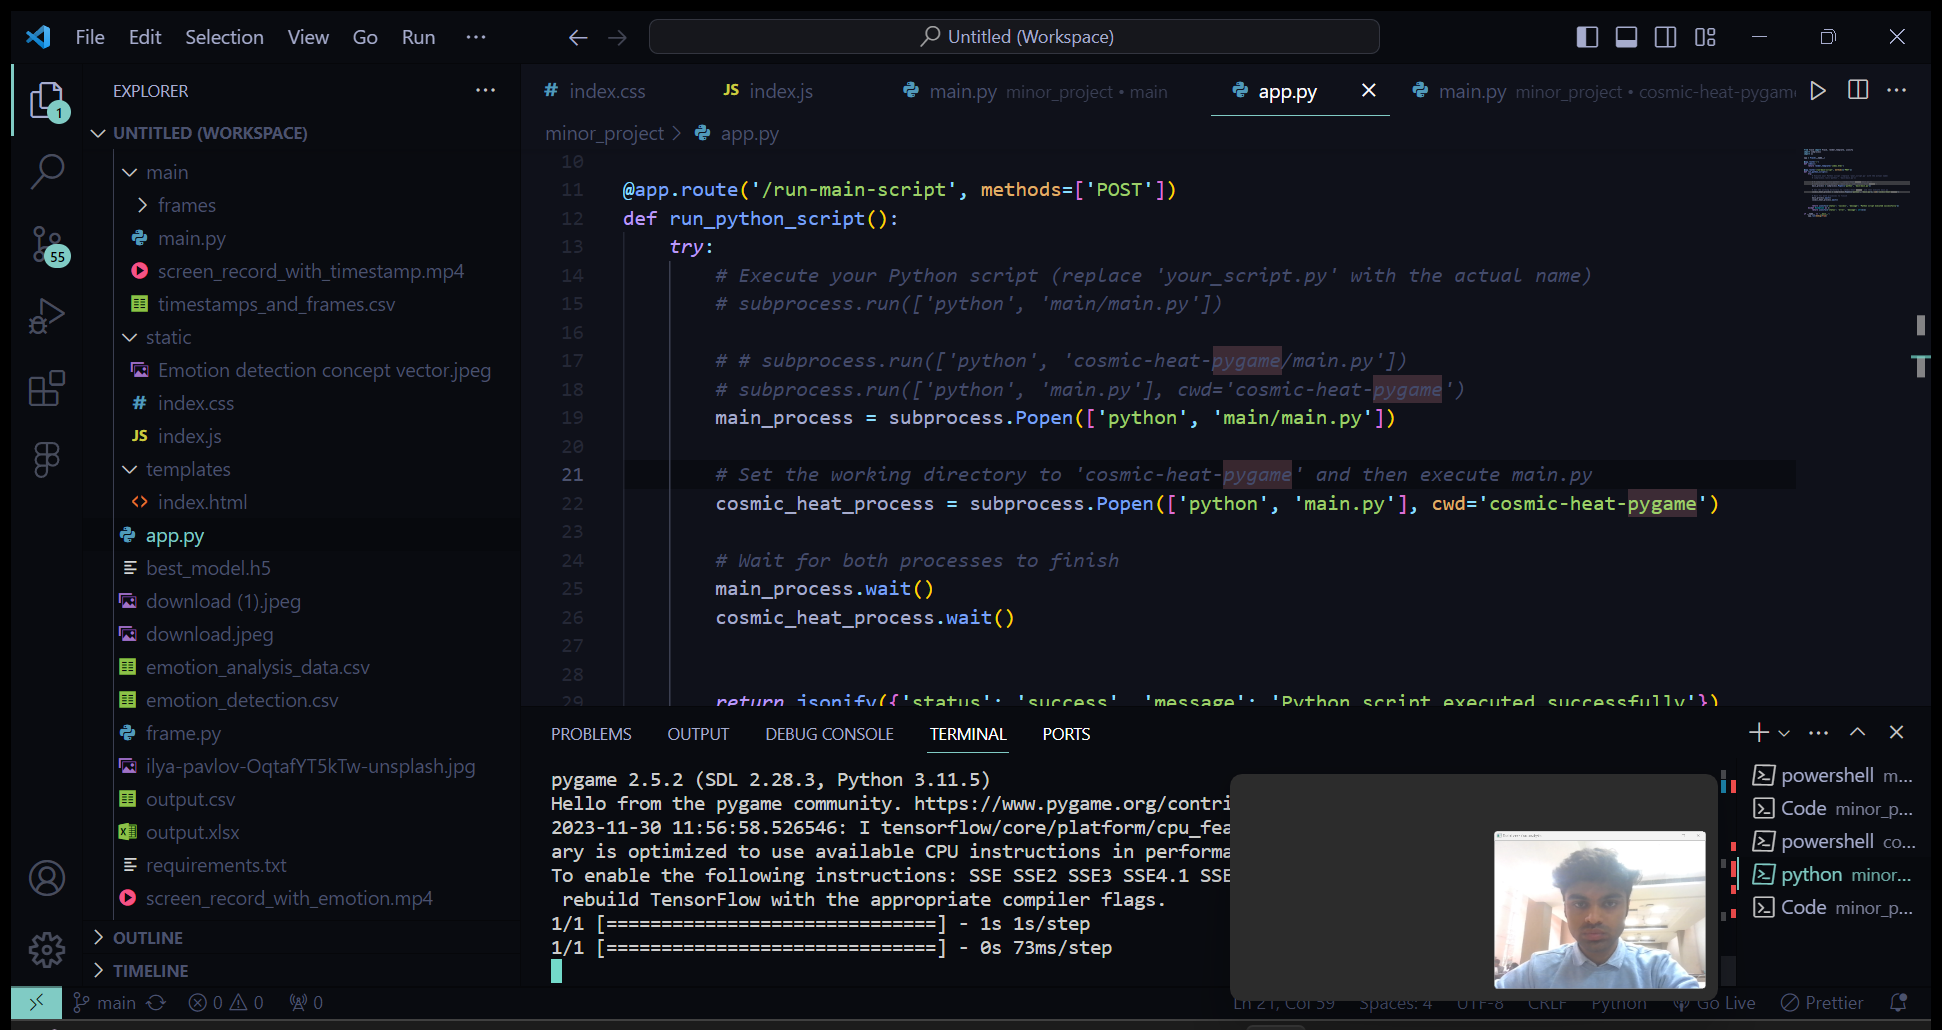 File Edit Selection View Go Run ···
Untitled (Workspace)
EXPLORER ···
1
55
UNTITLED (WORKSPACE)
main
frames
main.py
screen_record_with_timestamp.mp4
timestamps_and_frames.csv
static
Emotion detection concept vector.jpeg
# index.css
JS index.js
templates
<> index.html
app.py
best_model.h5
download (1).jpeg
download.jpeg
emotion_analysis_data.csv
emotion_detection.csv
frame.py
ilya-pavlov-OqtafYT5kTw-unsplash.jpg
output.csv
output.xlsx
requirements.txt
screen_record_with_emotion.mp4
OUTLINE
TIMELINE
# index.css JS index.js main.py minor_project • main app.py main.py minor_project • cosmic-heat-pygame
minor_project > app.py
10
11 @app.route('/run-main-script', methods=['POST'])
12 def run_python_script():
13 try:
14 # Execute your Python script (replace 'your_script.py' with the actual name)
15 # subprocess.run(['python', 'main/main.py'])
16
17 # # subprocess.run(['python', 'cosmic-heat-pygame/main.py'])
18 # subprocess.run(['python', 'main.py'], cwd='cosmic-heat-pygame')
19 main_process = subprocess.Popen(['python', 'main/main.py'])
20
21 # Set the working directory to 'cosmic-heat-pygame' and then execute main.py
22 cosmic_heat_process = subprocess.Popen(['python', 'main.py'], cwd='cosmic-heat-pygame')
23
24 # Wait for both processes to finish
25 main_process.wait()
26 cosmic_heat_process.wait()
27
28
29 return jsonify({'status': 'success', 'message': 'Python script executed successfully'})
PROBLEMS OUTPUT DEBUG CONSOLE TERMINAL PORTS
pygame 2.5.2 (SDL 2.28.3, Python 3.11.5)
Hello from the pygame community. https://www.pygame.org/contri
2023-11-30 11:56:58.526546: I tensorflow/core/platform/cpu_fea
ary is optimized to use available CPU instructions in performa
To enable the following instructions: SSE SSE2 SSE3 SSE4.1 SSE
rebuild TensorFlow with the appropriate compiler flags.
1/1 [==============================] - 1s 1s/step
1/1 [==============================] - 0s 73ms/step
powershell m...
Code minor_p...
powershell co...
python minor...
Code minor_p...
main 0 0 0 Ln 21, Col 59 Spaces: 4 UTF-8 CRLF Python Go Live Prettier